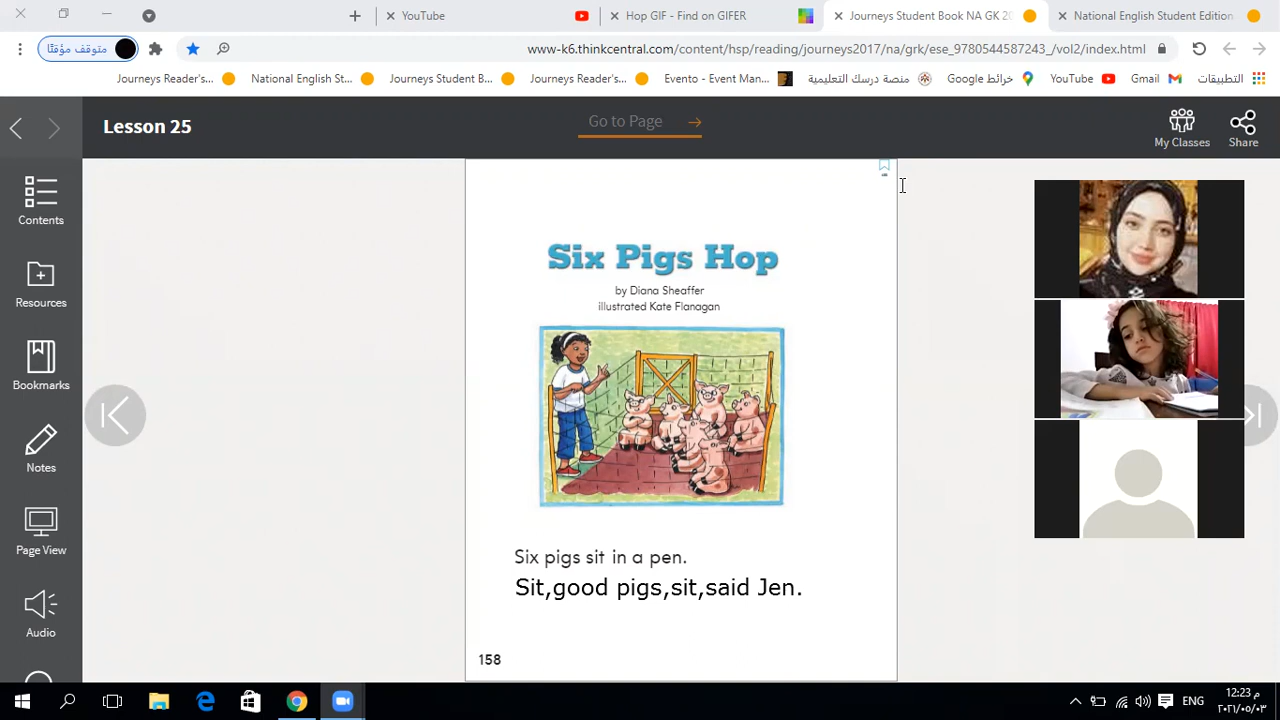 YouTube
Hop GIF - Find on GIFER
Journeys Student Book NA GK 20
National English Student Edition
متوقف مؤقتًا
www-k6.thinkcentral.com/content/hsp/reading/journeys2017/na/grk/ese_9780544587243_/vol2/index.html
Journeys Reader's...
National English St...
Journeys Student B...
Journeys Reader's...
Evento - Event Man...
منصة درسك التعليمية
خرائط Google
YouTube
Gmail
التطبيقات
Lesson 25
Go to Page
My Classes
Share
Contents
Resources
Bookmarks
Notes
Page View
Audio
Six Pigs Hop
by Diana Sheaffer
illustrated Kate Flanagan
Six pigs sit in a pen.
Sit,good pigs,sit,said Jen.
158
ENG
12:23 م
٢٠٢١/٠٥/٠٣